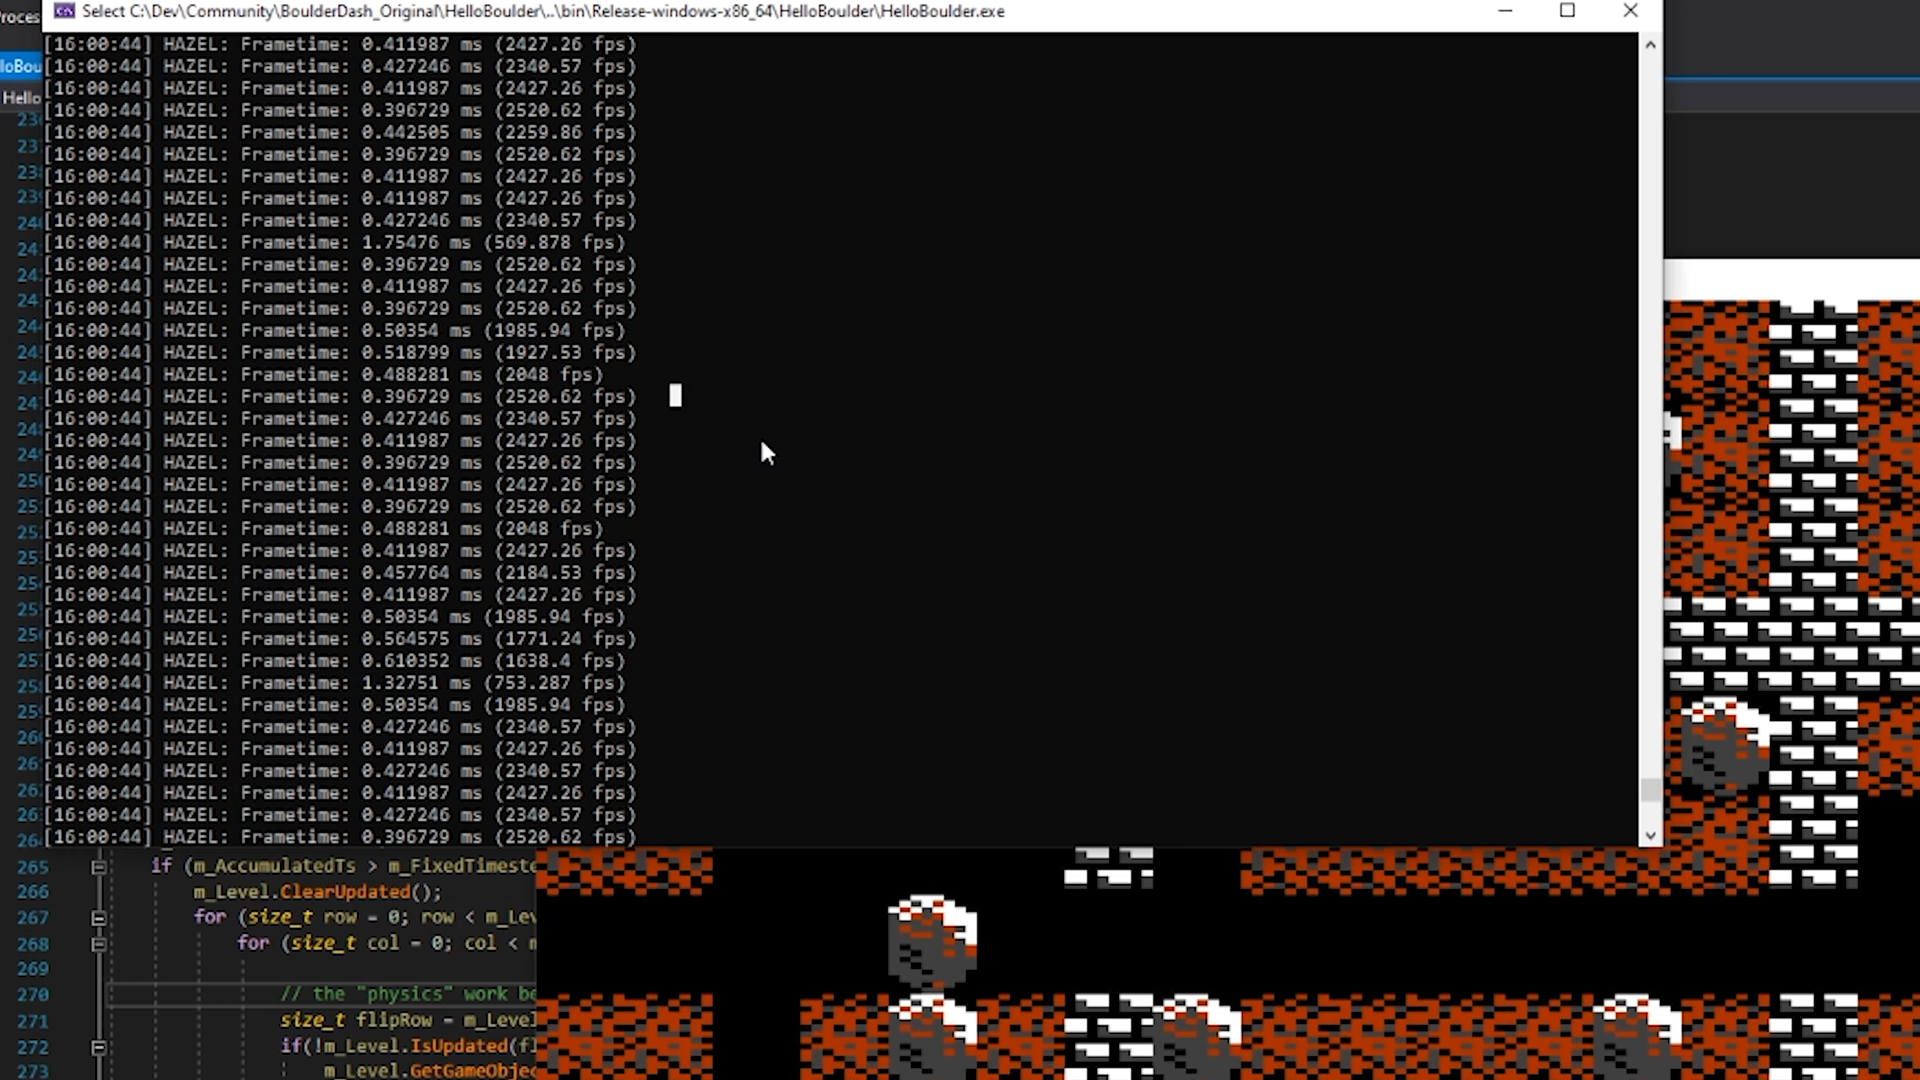 roces
Select C:\Dev\Community\BoulderDash_Original\HelloBoulder\..\bin\Release-windows-x86_64\HelloBoulder\HelloBoulder.exe
loBou
Hello
[16:00:44] HAZEL: Frametime: 0.411987 ms (2427.26 fps)
[16:00:44] HAZEL: Frametime: 0.427246 ms (2340.57 fps)
[16:00:44] HAZEL: Frametime: 0.411987 ms (2427.26 fps)
[16:00:44] HAZEL: Frametime: 0.396729 ms (2520.62 fps)
[16:00:44] HAZEL: Frametime: 0.442505 ms (2259.86 fps)
[16:00:44] HAZEL: Frametime: 0.396729 ms (2520.62 fps)
[16:00:44] HAZEL: Frametime: 0.411987 ms (2427.26 fps)
[16:00:44] HAZEL: Frametime: 0.411987 ms (2427.26 fps)
[16:00:44] HAZEL: Frametime: 0.427246 ms (2340.57 fps)
[16:00:44] HAZEL: Frametime: 1.75476 ms (569.878 fps)
[16:00:44] HAZEL: Frametime: 0.396729 ms (2520.62 fps)
[16:00:44] HAZEL: Frametime: 0.411987 ms (2427.26 fps)
[16:00:44] HAZEL: Frametime: 0.396729 ms (2520.62 fps)
[16:00:44] HAZEL: Frametime: 0.50354 ms (1985.94 fps)
[16:00:44] HAZEL: Frametime: 0.518799 ms (1927.53 fps)
[16:00:44] HAZEL: Frametime: 0.488281 ms (2048 fps)
[16:00:44] HAZEL: Frametime: 0.396729 ms (2520.62 fps)
[16:00:44] HAZEL: Frametime: 0.427246 ms (2340.57 fps)
[16:00:44] HAZEL: Frametime: 0.411987 ms (2427.26 fps)
[16:00:44] HAZEL: Frametime: 0.396729 ms (2520.62 fps)
[16:00:44] HAZEL: Frametime: 0.411987 ms (2427.26 fps)
[16:00:44] HAZEL: Frametime: 0.396729 ms (2520.62 fps)
[16:00:44] HAZEL: Frametime: 0.488281 ms (2048 fps)
[16:00:44] HAZEL: Frametime: 0.411987 ms (2427.26 fps)
[16:00:44] HAZEL: Frametime: 0.457764 ms (2184.53 fps)
[16:00:44] HAZEL: Frametime: 0.411987 ms (2427.26 fps)
[16:00:44] HAZEL: Frametime: 0.50354 ms (1985.94 fps)
[16:00:44] HAZEL: Frametime: 0.564575 ms (1771.24 fps)
[16:00:44] HAZEL: Frametime: 0.610352 ms (1638.4 fps)
[16:00:44] HAZEL: Frametime: 1.32751 ms (753.287 fps)
[16:00:44] HAZEL: Frametime: 0.50354 ms (1985.94 fps)
[16:00:44] HAZEL: Frametime: 0.427246 ms (2340.57 fps)
[16:00:44] HAZEL: Frametime: 0.411987 ms (2427.26 fps)
[16:00:44] HAZEL: Frametime: 0.427246 ms (2340.57 fps)
[16:00:44] HAZEL: Frametime: 0.411987 ms (2427.26 fps)
[16:00:44] HAZEL: Frametime: 0.427246 ms (2340.57 fps)
[16:00:44] HAZEL: Frametime: 0.396729 ms (2520.62 fps)
265 if (m_AccumulatedTs > m_FixedTimeste
266 m_Level.ClearUpdated();
267 for (size_t row = 0; row < m_Lev
268 for (size_t col = 0; col < m
269
270 // the "physics" work be
271 size_t flipRow = m_Level
272 if(!m_Level.IsUpdated(fl
273 m_Level.GetGameObjec